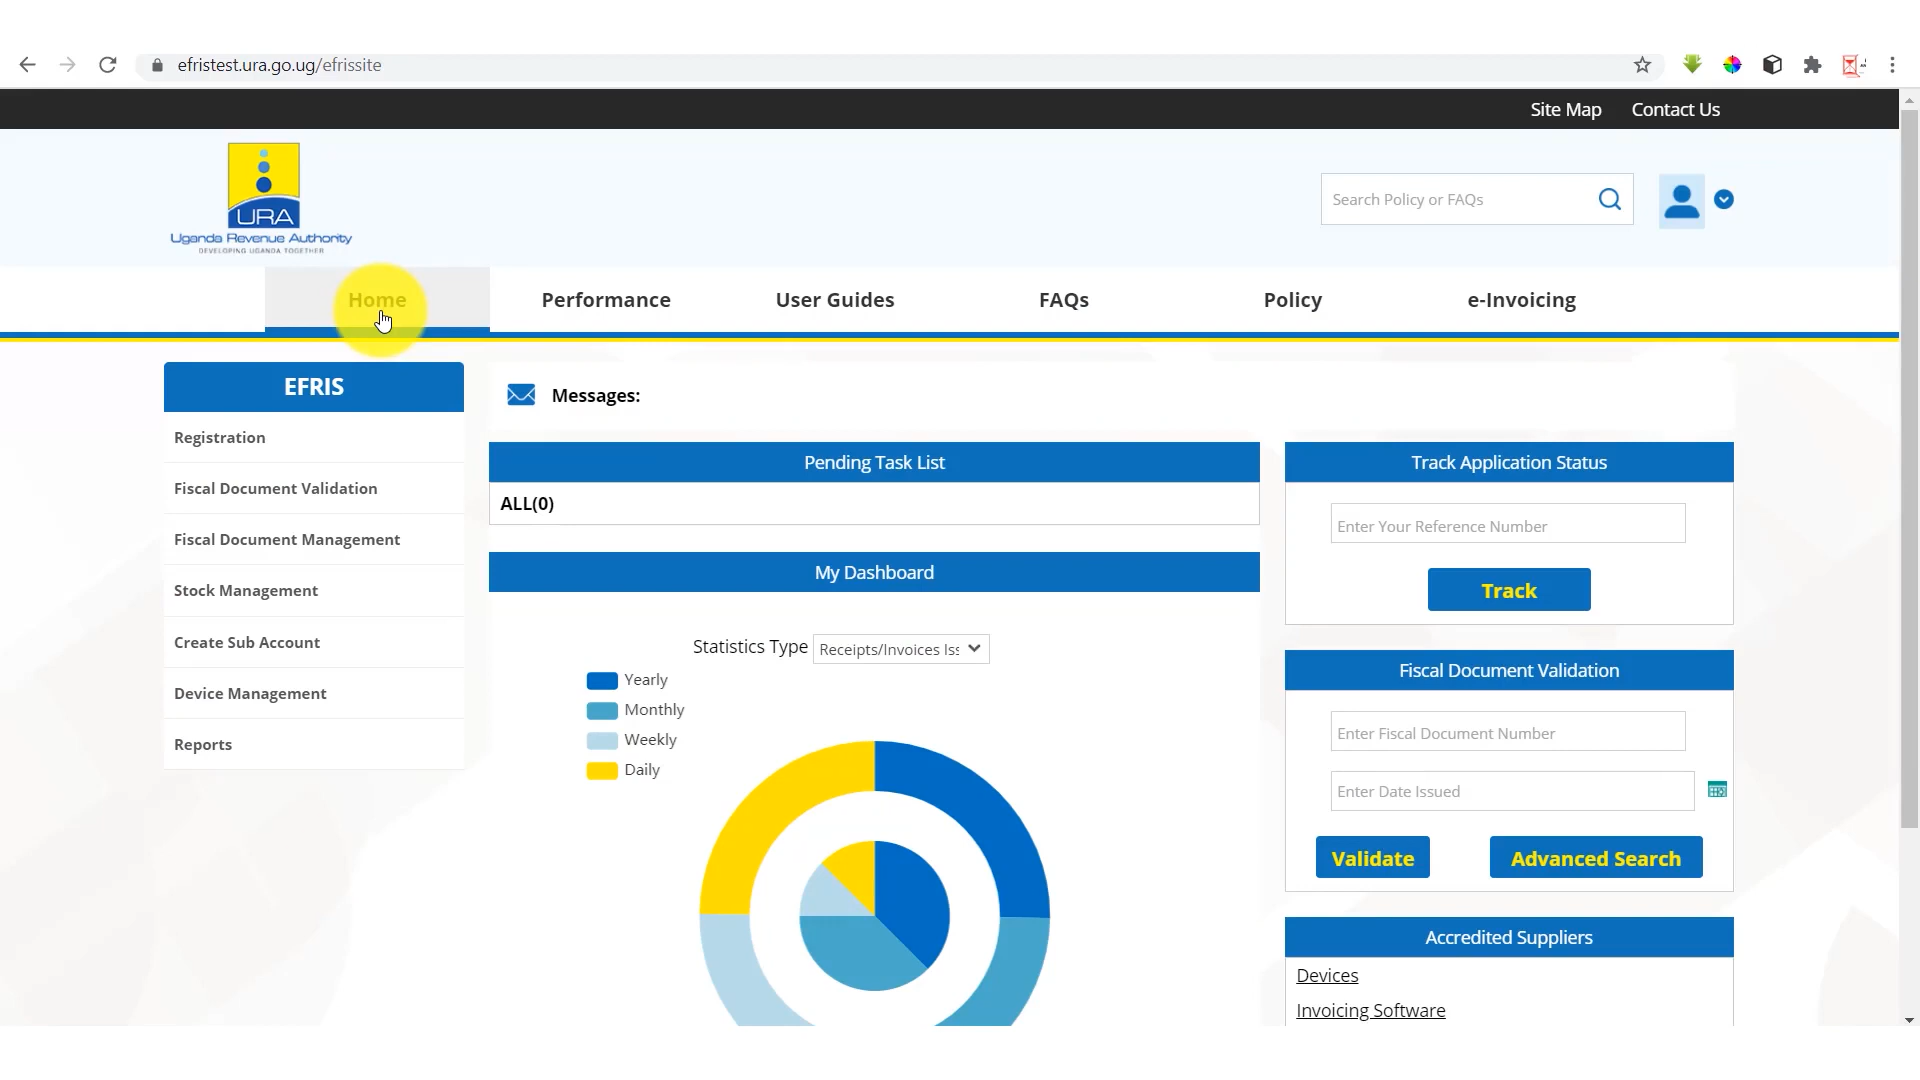 efristest.ura.go.ug/efrissite
Site Map Contact Us
URA
Uganda Revenue Authority
DEVELOPING UGANDA TOGETHER
Search Policy or FAQs
Home Performance User Guides FAQs Policy e-Invoicing
EFRIS
Registration
Fiscal Document Validation
Fiscal Document Management
Stock Management
Create Sub Account
Device Management
Reports
Messages:
Pending Task List
ALL(0)
My Dashboard
Statistics Type Receipts/Invoices Iss
Yearly
Monthly
Weekly
Daily
Track Application Status
Enter Your Reference Number
Track
Fiscal Document Validation
Enter Fiscal Document Number
Enter Date Issued
Validate Advanced Search
Accredited Suppliers
Devices
Invoicing Software